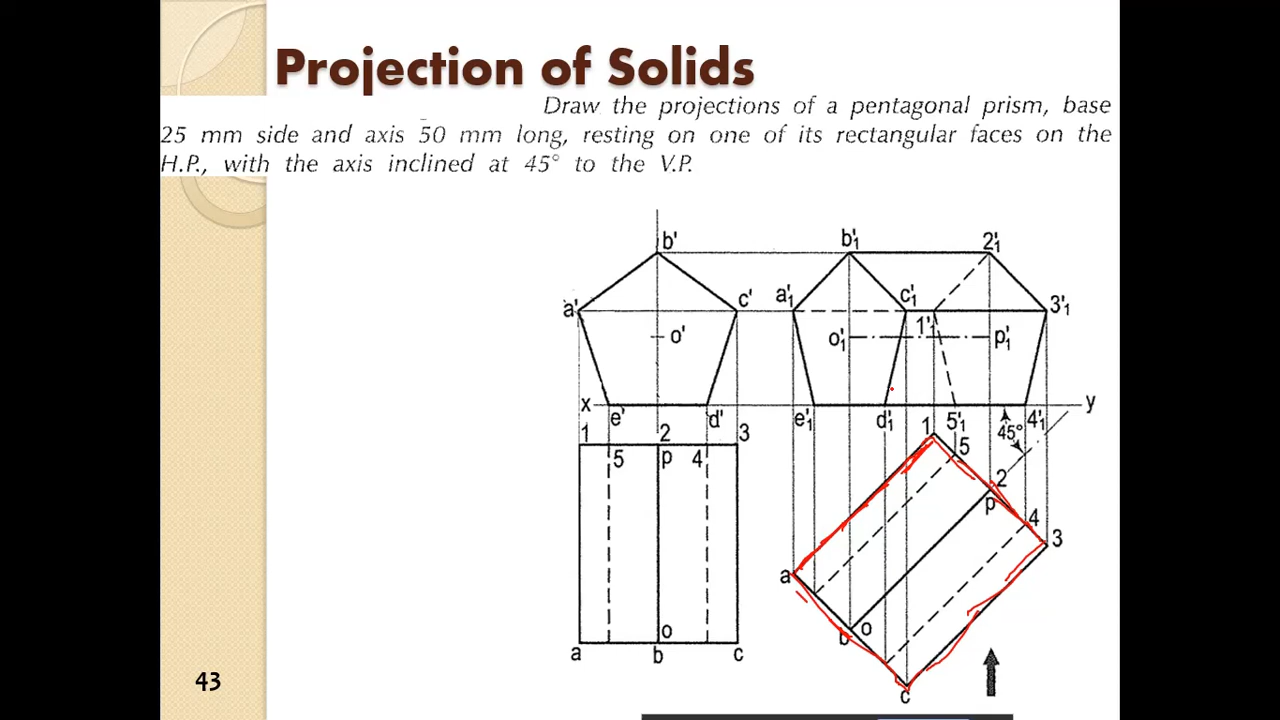 Projection of Solids
Draw the projections of a pentagonal prism, base
25 mm side and axis 50 mm long, resting on one of its rectangular faces on the
H.P., with the axis inclined at 45° to the V.P.
b' b'₁ 2'₁
a' c' a'₁ c'₁ 1'₁ 3'₁
o' o'₁ p'₁
x e' d' e'₁ d'₁ 5'₁ 4'₁ y
1 2 3 1 45°
5 p 4 5
2
p
4
3
a
o o
a b c b
c
43